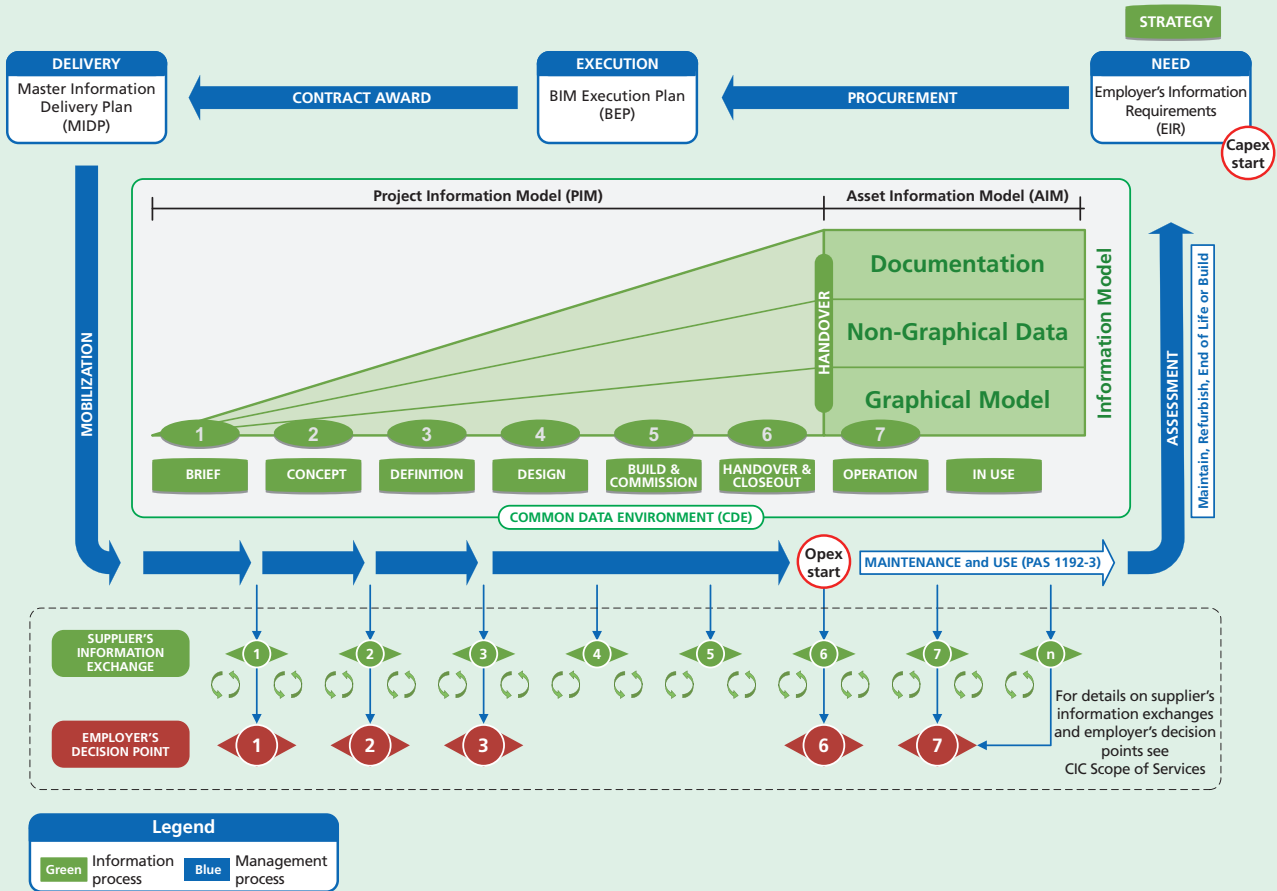 STRATEGY
DELIVERY
Master Information
Delivery Plan
(MIDP)
CONTRACT AWARD
EXECUTION
BIM Execution Plan
(BEP)
PROCUREMENT
NEED
Employer's Information
Requirements
(EIR)
Capex
start
Project Information Model (PIM)
Asset Information Model (AIM)
MOBILIZATION
HANDOVER
Documentation
Non-Graphical Data
Graphical Model
Information Model
ASSESSMENT
Maintain, Refurbish, End of Life or Build
1
2
3
4
5
6
7
BRIEF
CONCEPT
DEFINITION
DESIGN
BUILD &
COMMISSION
HANDOVER &
CLOSEOUT
OPERATION
IN USE
COMMON DATA ENVIRONMENT (CDE)
Opex
start
MAINTENANCE and USE (PAS 1192-3)
SUPPLIER'S
INFORMATION
EXCHANGE
1
2
3
4
5
6
7
n
EMPLOYER'S
DECISION POINT
1
2
3
6
7
For details on supplier's
information exchanges
and employer's decision
points see
CIC Scope of Services
Legend
Green
Information
process
Blue
Management
process